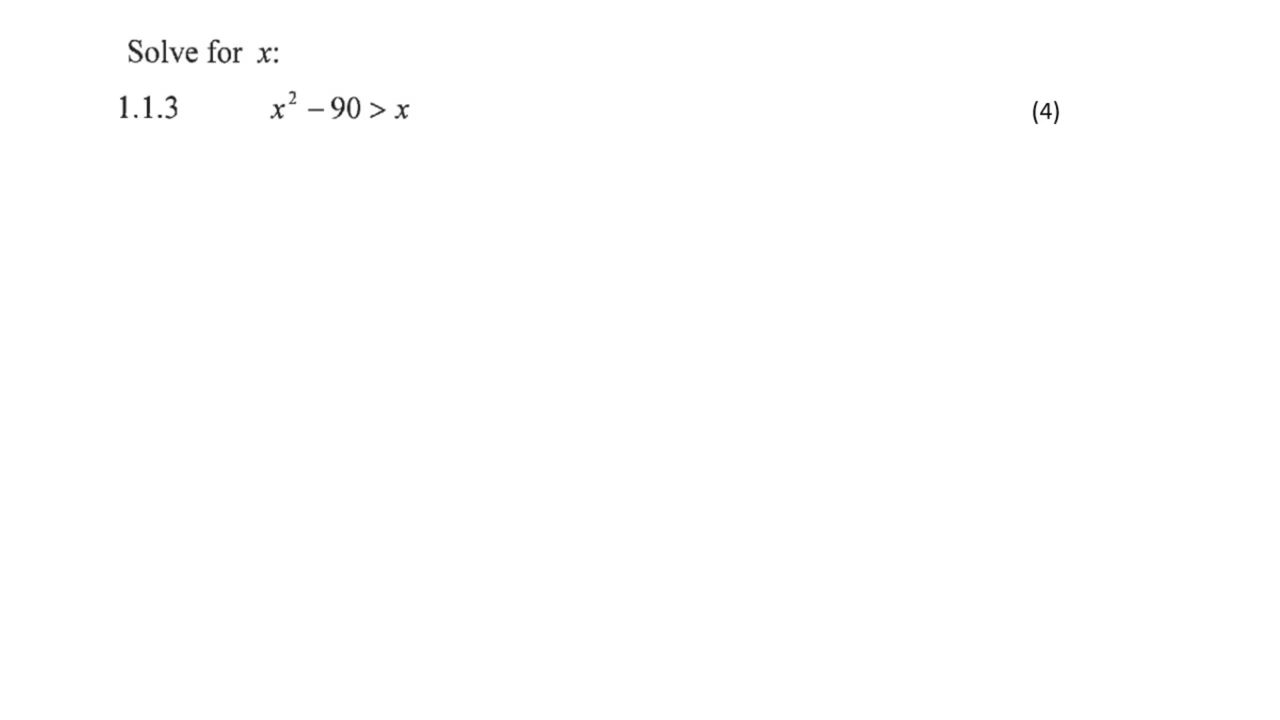 Solve for x:
1.1.3 x² – 90 > x (4)